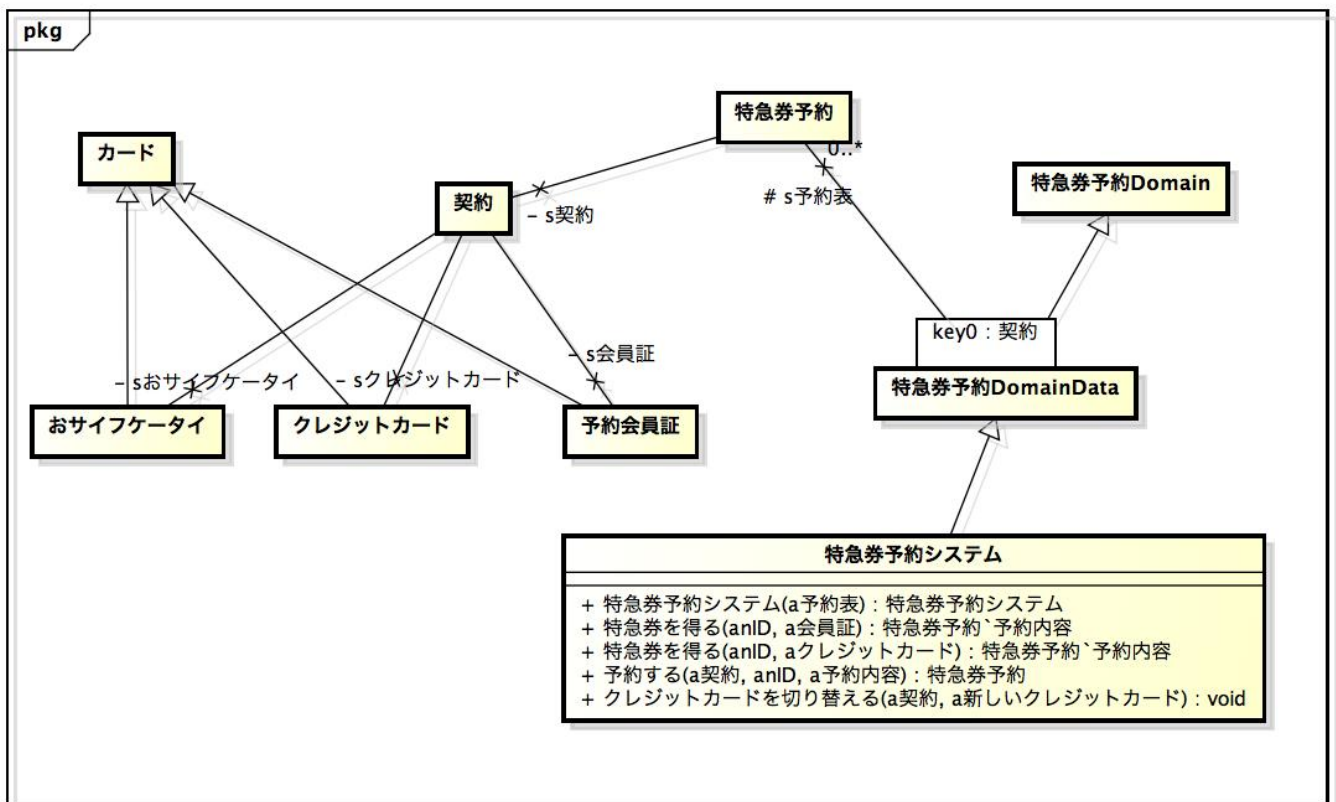 pkg
特急券予約
カード
0..*
特急券予約Domain
契約
# s予約表
- s契約
key0 : 契約
- s会員証
- sおサイフケータイ
- sクレジットカード
特急券予約DomainData
おサイフケータイ
クレジットカード
予約会員証
特急券予約システム
+ 特急券予約システム(a予約表) : 特急券予約システム
+ 特急券を得る(anID, a会員証) : 特急券予約`予約内容
+ 特急券を得る(anID, aクレジットカード) : 特急券予約`予約内容
+ 予約する(a契約, anID, a予約内容) : 特急券予約
+ クレジットカードを切り替える(a契約, a新しいクレジットカード) : void